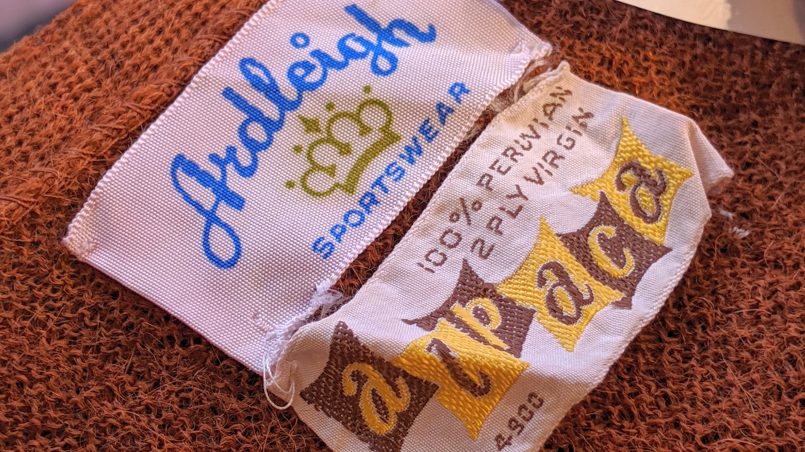 Ardleigh
SPORTSWEAR
100% PERUVIAN
2 PLY VIRGIN
alpaca
4900